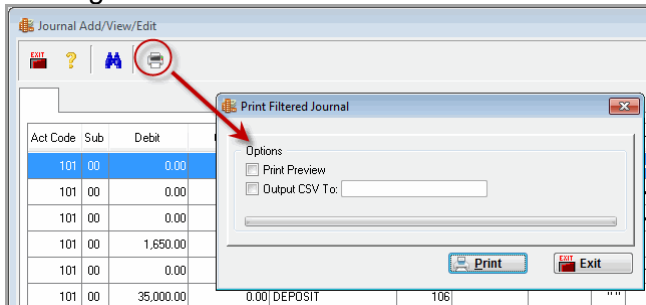 Journal Add/View/Edit
EXIT ?
Print Filtered Journal
Act Code Sub Debit
Options
Print Preview
Output CSV To:
101 00 0.00
101 00 0.00
101 00 0.00
101 00 1,650.00
101 00 0.00
Print EXIT Exit
101 00 35,000.00 0.00 DEPOSIT 106 " "